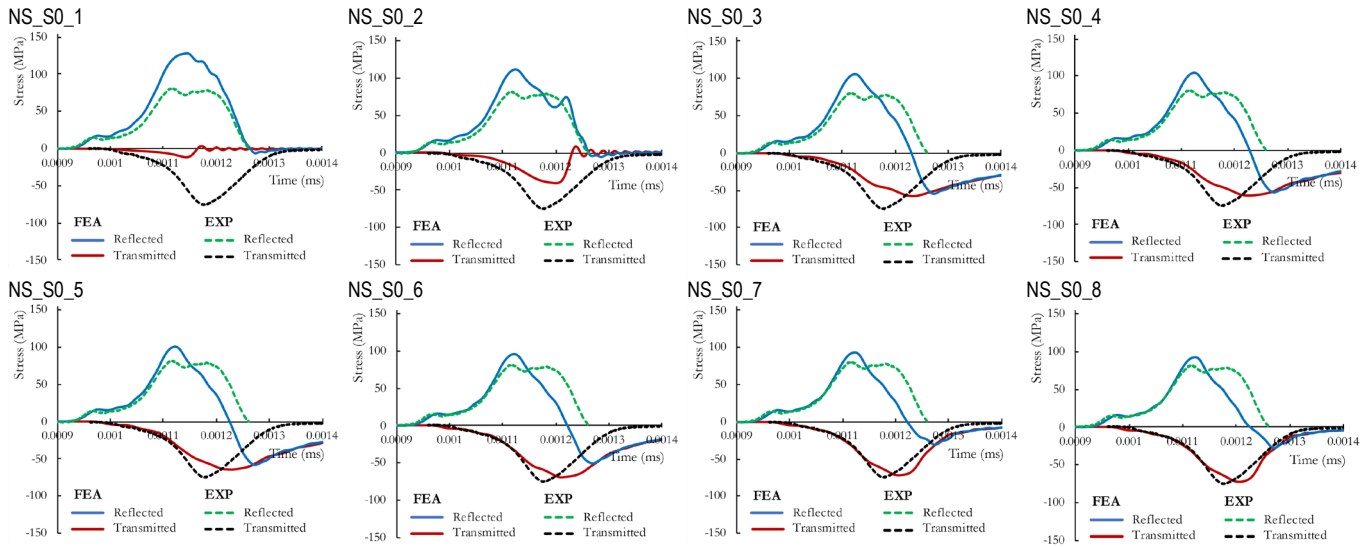 NS_S0_1
150
100
50
0
-50
-100
-150
Stress (MPa)
0.0009 0.001 0.0011 0.0012 0.0013 0.0014
Time (ms)
FEA EXP
Reflected Reflected
Transmitted Transmitted
NS_S0_2
150
100
50
0
-50
-100
-150
Stress (MPa)
0.0009 0.001 0.0011 0.0012 0.0013 0.0014
Time (ms)
FEA EXP
Reflected Reflected
Transmitted Transmitted
NS_S0_3
150
100
50
0
-50
-100
-150
Stress (MPa)
0.0009 0.001 0.0011 0.0012 0.0013 0.0014
Time (ms)
FEA EXP
Reflected Reflected
Transmitted Transmitted
NS_S0_4
150
100
50
0
-50
-100
-150
Stress (MPa)
0.0009 0.001 0.0011 0.0012 0.0013 0.0014
Time (ms)
FEA EXP
Reflected Reflected
Transmitted Transmitted
NS_S0_5
150
100
50
0
-50
-100
-150
Stress (MPa)
0.0009 0.001 0.0011 0.0012 0.0013 0.0014
Time (ms)
FEA EXP
Reflected Reflected
Transmitted Transmitted
NS_S0_6
150
100
50
0
-50
-100
-150
Stress (MPa)
0.0009 0.001 0.0011 0.0012 0.0013 0.0014
Time (ms)
FEA EXP
Reflected Reflected
Transmitted Transmitted
NS_S0_7
150
100
50
0
-50
-100
-150
Stress (MPa)
0.0009 0.001 0.0011 0.0012 0.0013 0.0014
Time (ms)
FEA EXP
Reflected Reflected
Transmitted Transmitted
NS_S0_8
150
100
50
0
-50
-100
-150
Stress (MPa)
0.0009 0.001 0.0011 0.0012 0.0013 0.0014
Time (ms)
FEA EXP
Reflected Reflected
Transmitted Transmitted